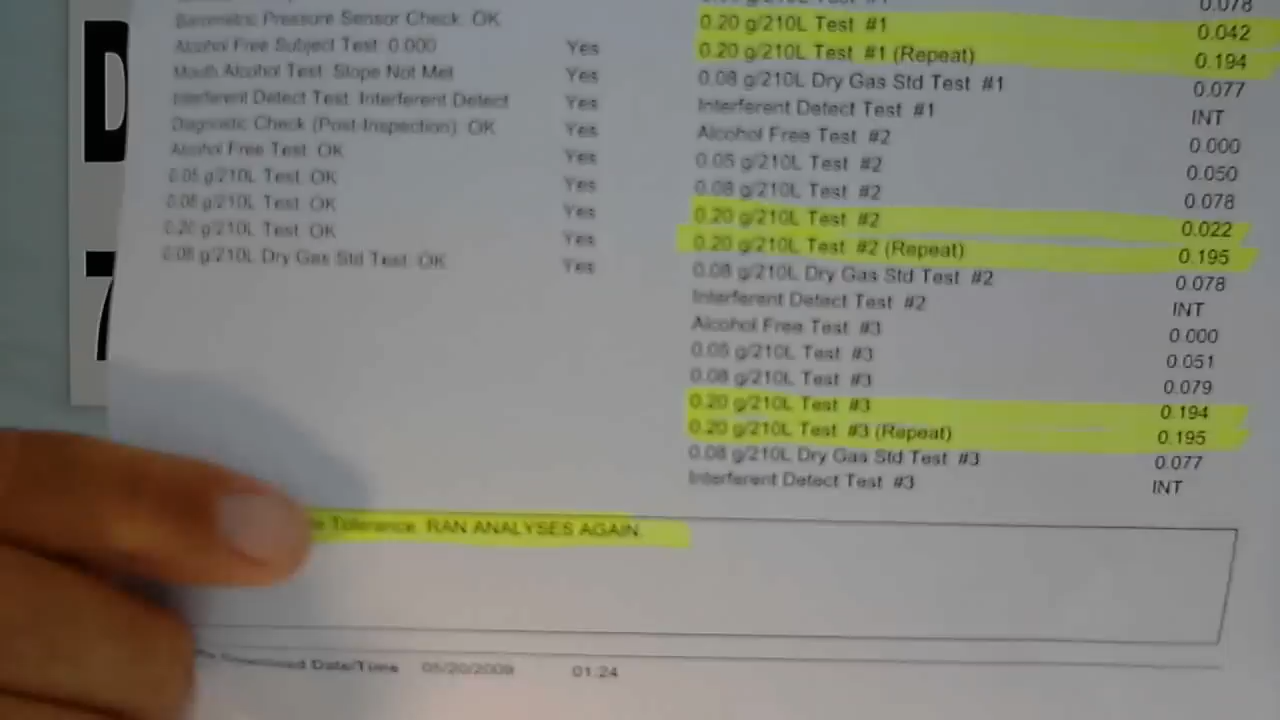 D
7
Barometric Pressure Sensor Check: OK
Alcohol Free Subject Test: 0.000 Yes
Mouth Alcohol Test: Slope Not Met Yes
Interferent Detect Test: Interferent Detect Yes
Diagnostic Check (Post-Inspection): OK Yes
Alcohol Free Test: OK Yes
0.05 g/210L Test: OK Yes
0.08 g/210L Test: OK Yes
0.20 g/210L Test: OK Yes
0.08 g/210L Dry Gas Std Test: OK Yes
0.078
0.20 g/210L Test #1 0.042
0.20 g/210L Test #1 (Repeat) 0.194
0.08 g/210L Dry Gas Std Test #1 0.077
Interferent Detect Test #1 INT
Alcohol Free Test #2 0.000
0.05 g/210L Test #2 0.050
0.08 g/210L Test #2 0.078
0.20 g/210L Test #2 0.022
0.20 g/210L Test #2 (Repeat) 0.195
0.08 g/210L Dry Gas Std Test #2 0.078
Interferent Detect Test #2 INT
Alcohol Free Test #3 0.000
0.05 g/210L Test #3 0.051
0.08 g/210L Test #3 0.079
0.20 g/210L Test #3 0.194
0.20 g/210L Test #3 (Repeat) 0.195
0.08 g/210L Dry Gas Std Test #3 0.077
Interferent Detect Test #3 INT
Tolerance. RAN ANALYSES AGAIN.
Date/Time 05/20/2009 01:24